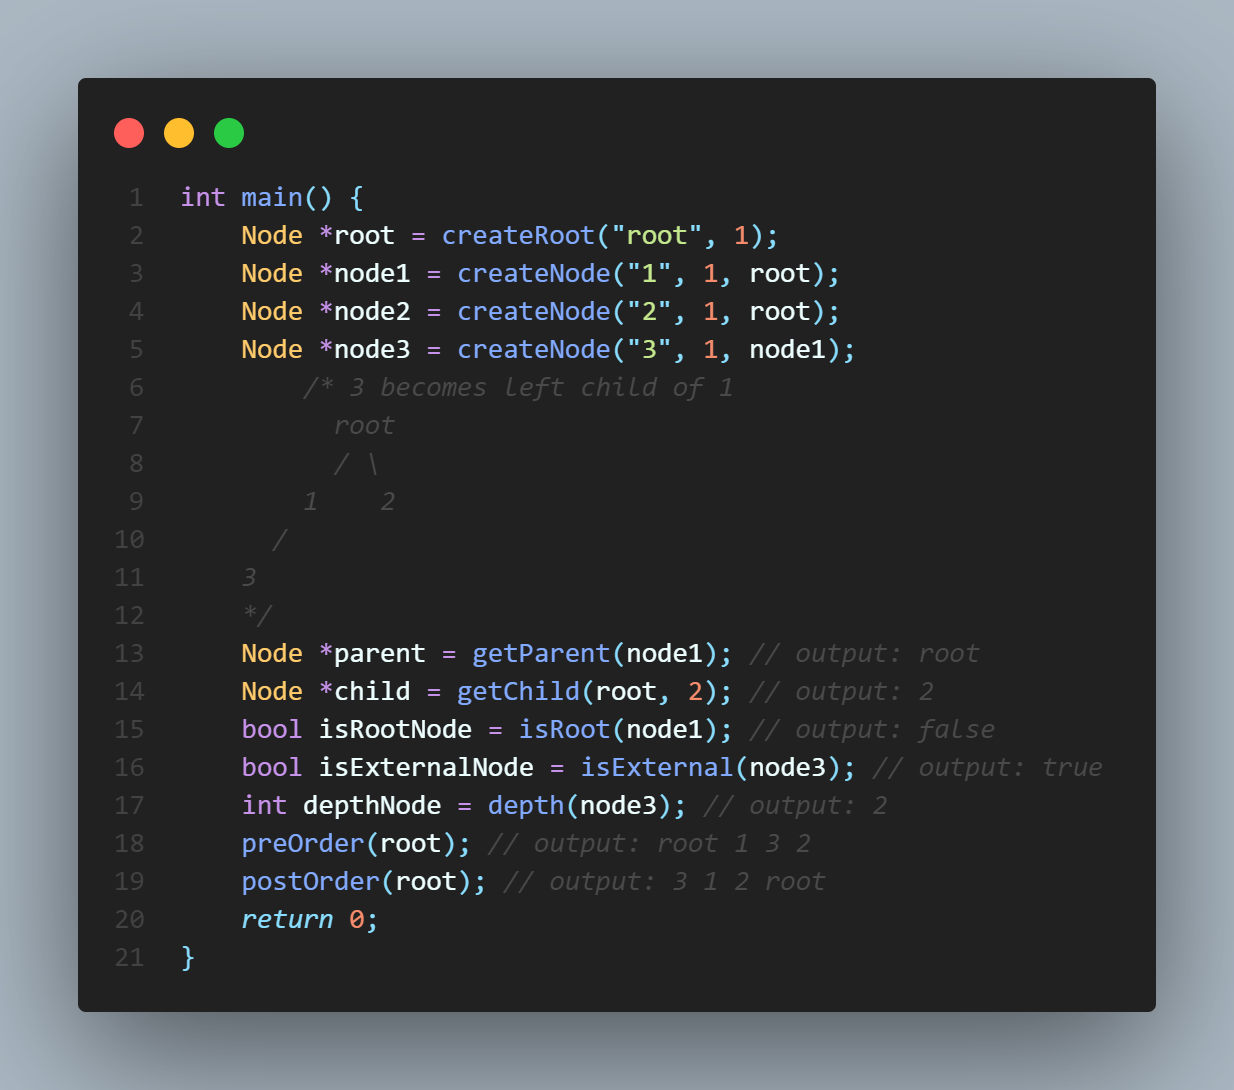 1 int main() {
2     Node *root = createRoot("root", 1);
3     Node *node1 = createNode("1", 1, root);
4     Node *node2 = createNode("2", 1, root);
5     Node *node3 = createNode("3", 1, node1);
6         /* 3 becomes left child of 1
7           root
8           / \
9         1    2
10       /
11     3
12     */
13     Node *parent = getParent(node1); // output: root
14     Node *child = getChild(root, 2); // output: 2
15     bool isRootNode = isRoot(node1); // output: false
16     bool isExternalNode = isExternal(node3); // output: true
17     int depthNode = depth(node3); // output: 2
18     preOrder(root); // output: root 1 3 2
19     postOrder(root); // output: 3 1 2 root
20     return 0;
21 }